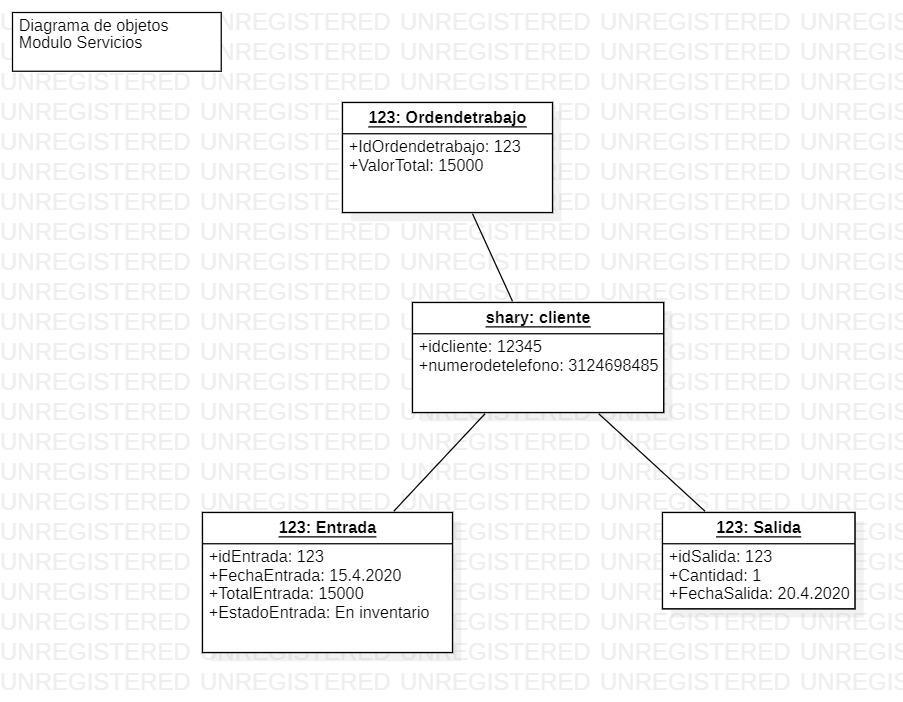 Diagrama de objetos
Modulo Servicios
123: Ordendetrabajo
+IdOrdendetrabajo: 123
+ValorTotal: 15000
shary: cliente
+idcliente: 12345
+numerodetelefono: 3124698485
123: Entrada
+idEntrada: 123
+FechaEntrada: 15.4.2020
+TotalEntrada: 15000
+EstadoEntrada: En inventario
123: Salida
+idSalida: 123
+Cantidad: 1
+FechaSalida: 20.4.2020
UNREGISTERED